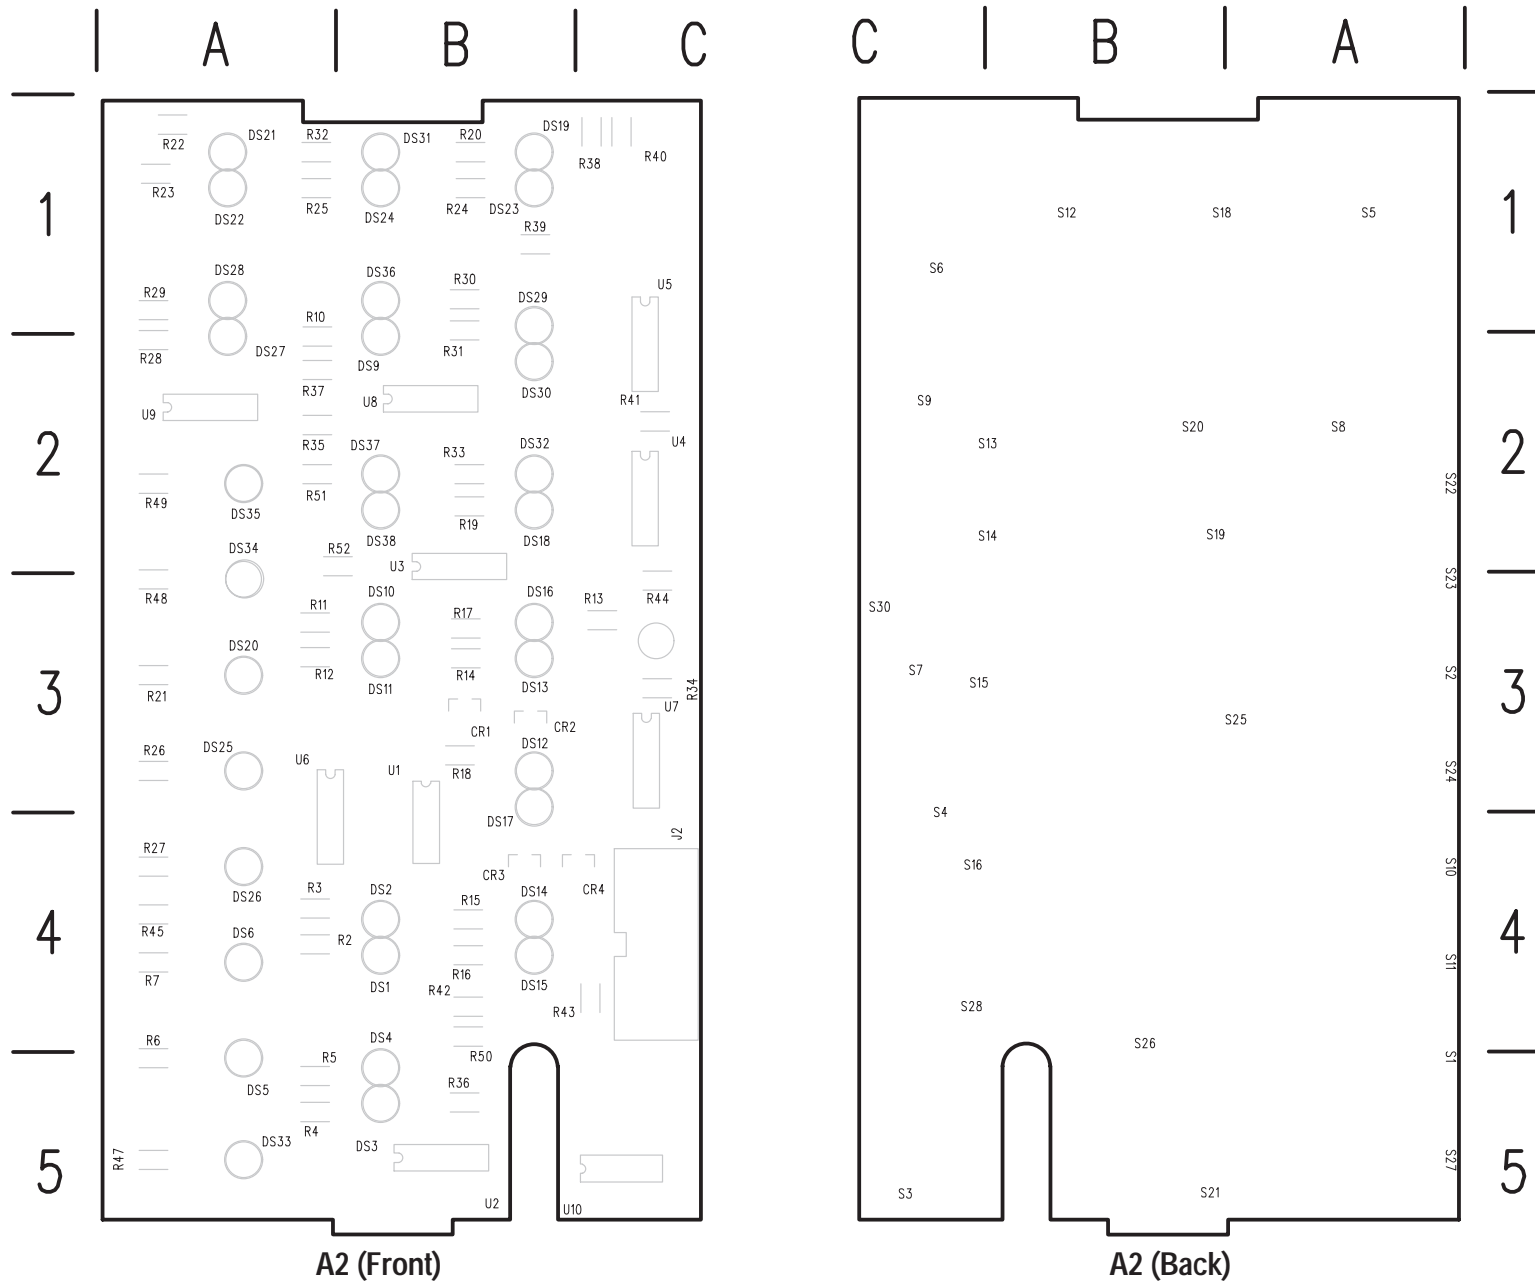 A B C C B A
1 1
2 2
3 3
4 4
5 5
R22
DS21
R32
DS31
R20
DS19
R38
R40
R23
DS22
R25
DS24
R24
DS23
R39
DS28
DS36
R30
DS29
U5
R29
R10
R28
DS27
DS9
R31
R37
DS30
R41
U9
U8
R35
DS37
R33
DS32
U4
R49
DS35
R51
R19
DS38
DS18
DS34
R52
U3
R48
R11
DS10
R17
DS16
R13
R44
DS20
R12
DS11
R14
DS13
R34
R21
U7
CR1
CR2
R26
DS25
U6
U1
R18
DS12
DS17
J2
R27
DS26
R3
DS2
CR3
CR4
R15
DS14
R45
DS6
R2
R7
DS1
R16
DS15
R42
R43
R6
R5
DS4
R50
DS5
R36
R4
R47
DS33
DS3
U2
U10
A2 (Front)
S12
S18
S5
S6
S9
S20
S8
S13
S22
S14
S19
S23
S30
S7
S15
S2
S25
S24
S4
S16
S10
S11
S28
S26
S1
S27
S3
S21
A2 (Back)